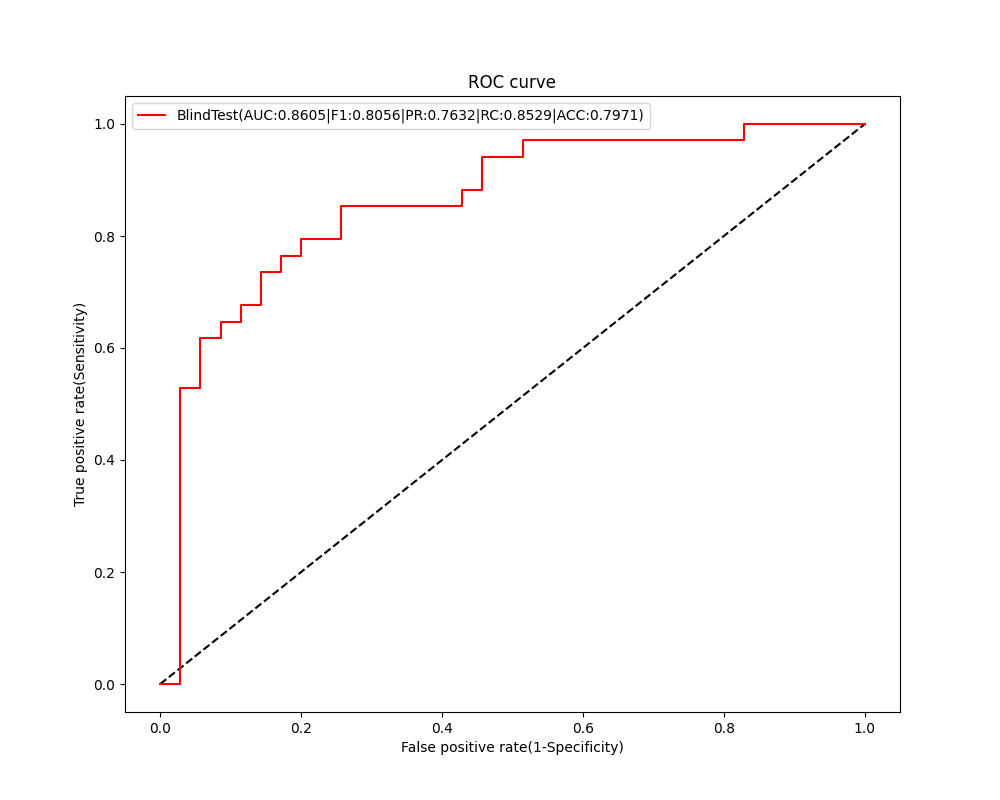 ROC curve
BlindTest(AUC:0.8605|F1:0.8056|PR:0.7632|RC:0.8529|ACC:0.7971)
1.0
0.8
0.6
0.4
0.2
0.0
True positive rate(Sensitivity)
0.0 0.2 0.4 0.6 0.8 1.0
False positive rate(1-Specificity)